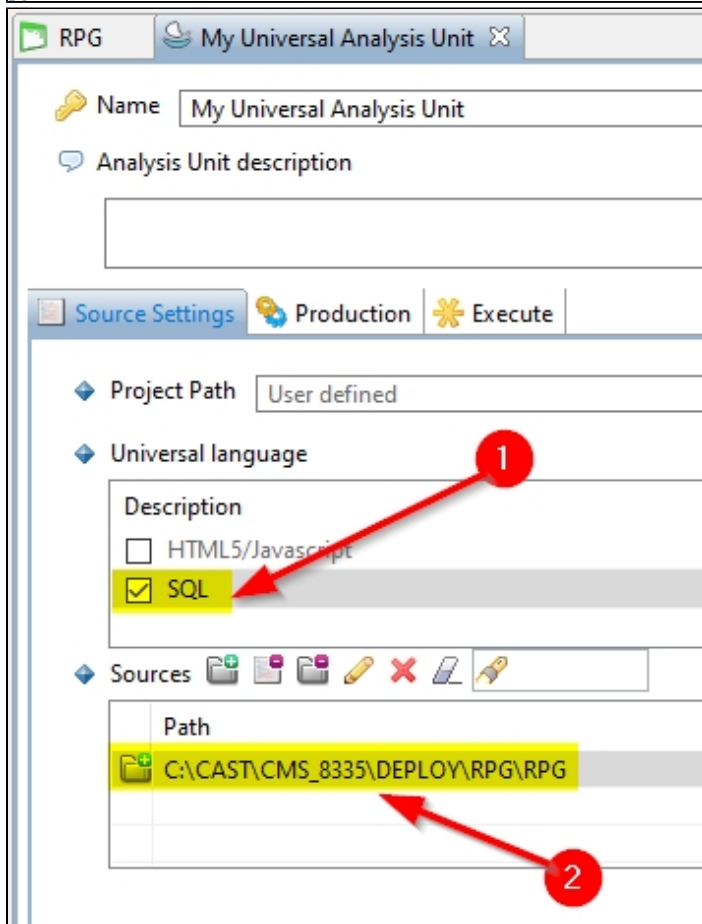 RPG My Universal Analysis Unit
Name My Universal Analysis Unit
Analysis Unit description
Source Settings Production Execute
Project Path User defined
Universal language
1
Description
HTML5/Javascript
SQL
Sources
Path
C:\CAST\CMS_8335\DEPLOY\RPG\RPG
2